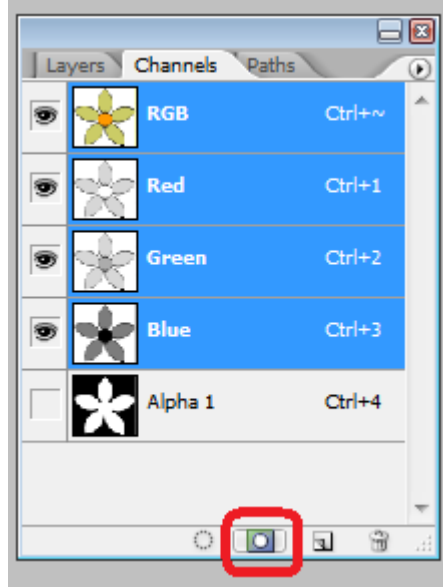 Layers Channels Paths
RGB Ctrl+~
Red Ctrl+1
Green Ctrl+2
Blue Ctrl+3
Alpha 1 Ctrl+4